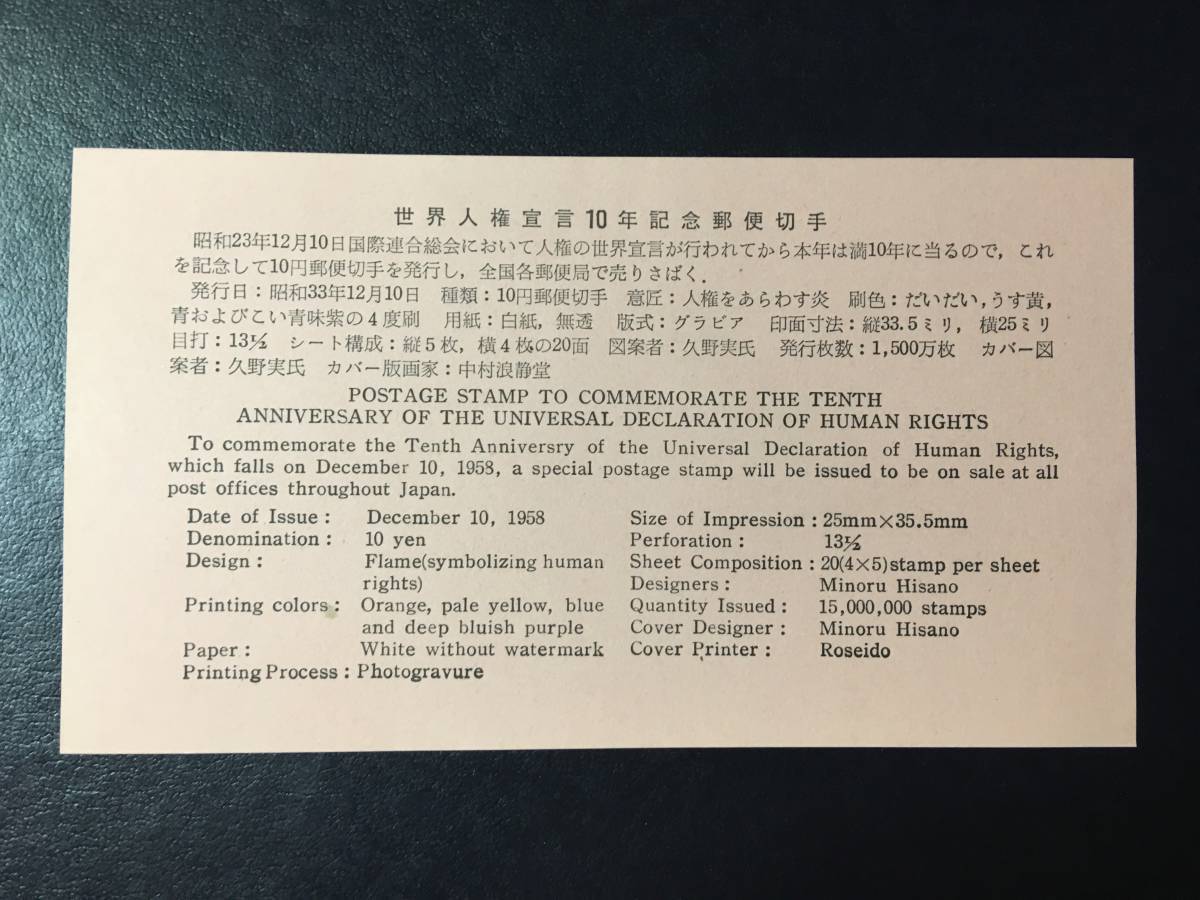 世界人権宣言10年記念郵便切手
昭和23年12月10日国際連合総会において人権の世界宣言が行われてから本年は満10年に当るので，これ
を記念して10円郵便切手を発行し，全国各郵便局で売りさばく．
発行日：昭和33年12月10日　種類：10円郵便切手　意匠：人権をあらわす炎　刷色：だいだい，うす黄，
青およびこい青味紫の4度刷　用紙：白紙，無透　版式：グラビア　印面寸法：縦33.5ミリ，横25ミリ
目打：13½　シート構成：縦5枚，横4枚の20面　図案者：久野実氏　発行枚数：1,500万枚　カバー図
案者：久野実氏　カバー版画家：中村浪静堂
POSTAGE STAMP TO COMMEMORATE THE TENTH
ANNIVERSARY OF THE UNIVERSAL DECLARATION OF HUMAN RIGHTS
To commemorate the Tenth Anniversry of the Universal Declaration of Human Rights,
which falls on December 10, 1958, a special postage stamp will be issued to be on sale at all
post offices throughout Japan.
Date of Issue : December 10, 1958
Denomination : 10 yen
Design : Flame(symbolizing human
rights)
Printing colors : Orange, pale yellow, blue
and deep bluish purple
Paper : White without watermark
Printing Process : Photogravure
Size of Impression : 25mm×35.5mm
Perforation : 13½
Sheet Composition : 20(4×5)stamp per sheet
Designers : Minoru Hisano
Quantity Issued : 15,000,000 stamps
Cover Designer : Minoru Hisano
Cover Printer : Roseido